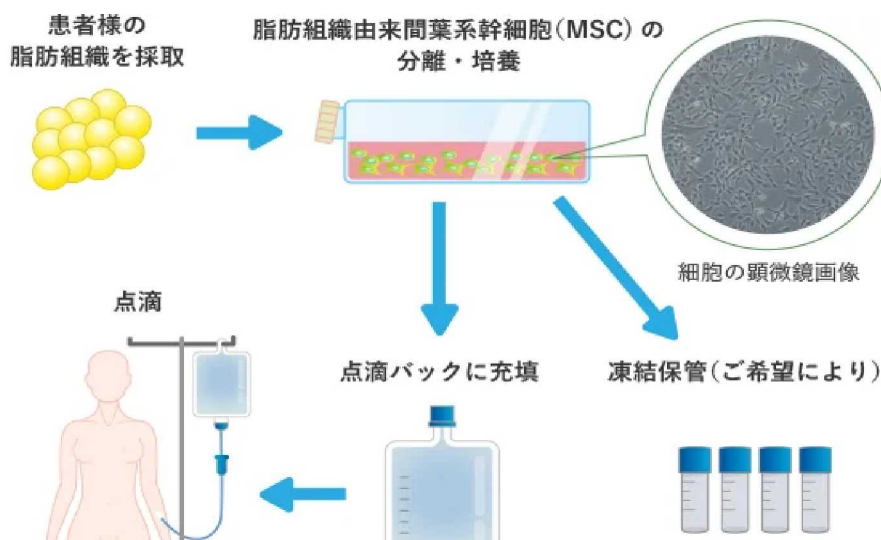 患者様の
脂肪組織を採取
脂肪組織由来間葉系幹細胞(MSC)の
分離・培養
細胞の顕微鏡画像
点滴
点滴バックに充填
凍結保管(ご希望により)